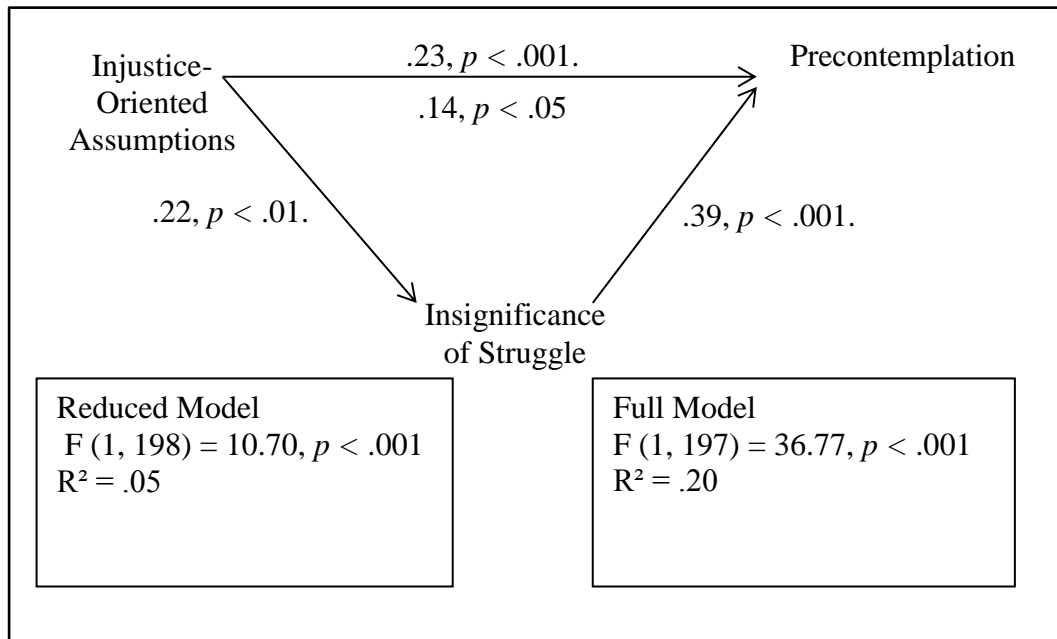 Injustice-
Oriented
Assumptions
.23, p < .001.
.14, p < .05
Precontemplation
.22, p < .01.
.39, p < .001.
Insignificance
of Struggle
Reduced Model
F (1, 198) = 10.70, p < .001
R² = .05
Full Model
F (1, 197) = 36.77, p < .001
R² = .20